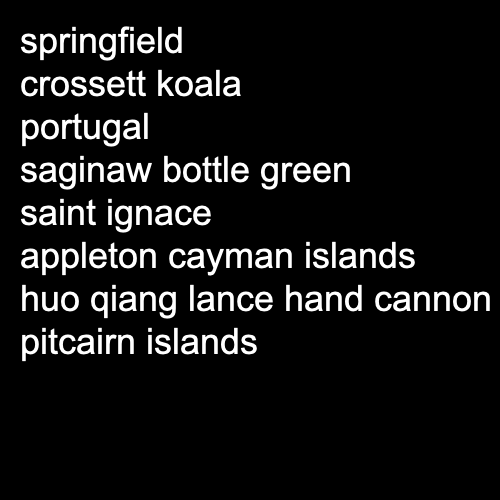 springfield
crossett koala
portugal
saginaw bottle green
saint ignace
appleton cayman islands
huo qiang lance hand cannon
pitcairn islands